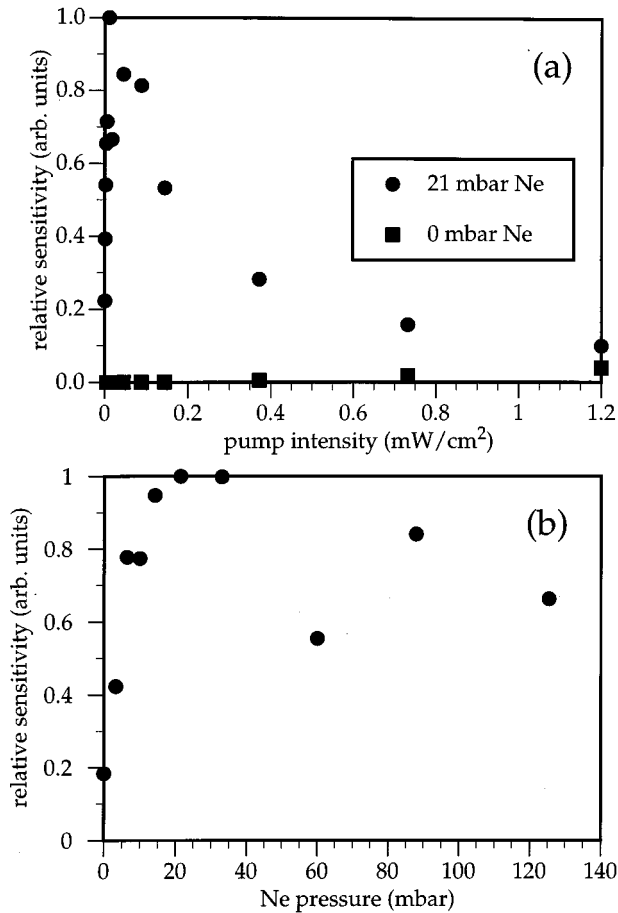 (a)
relative sensitivity (arb. units)
1.0
0.8
0.6
0.4
0.2
0.0
21 mbar Ne
0 mbar Ne
0 0.2 0.4 0.6 0.8 1 1.2
pump intensity (mW/cm²)
(b)
relative sensitivity (arb. units)
1
0.8
0.6
0.4
0.2
0
0 20 40 60 80 100 120 140
Ne pressure (mbar)